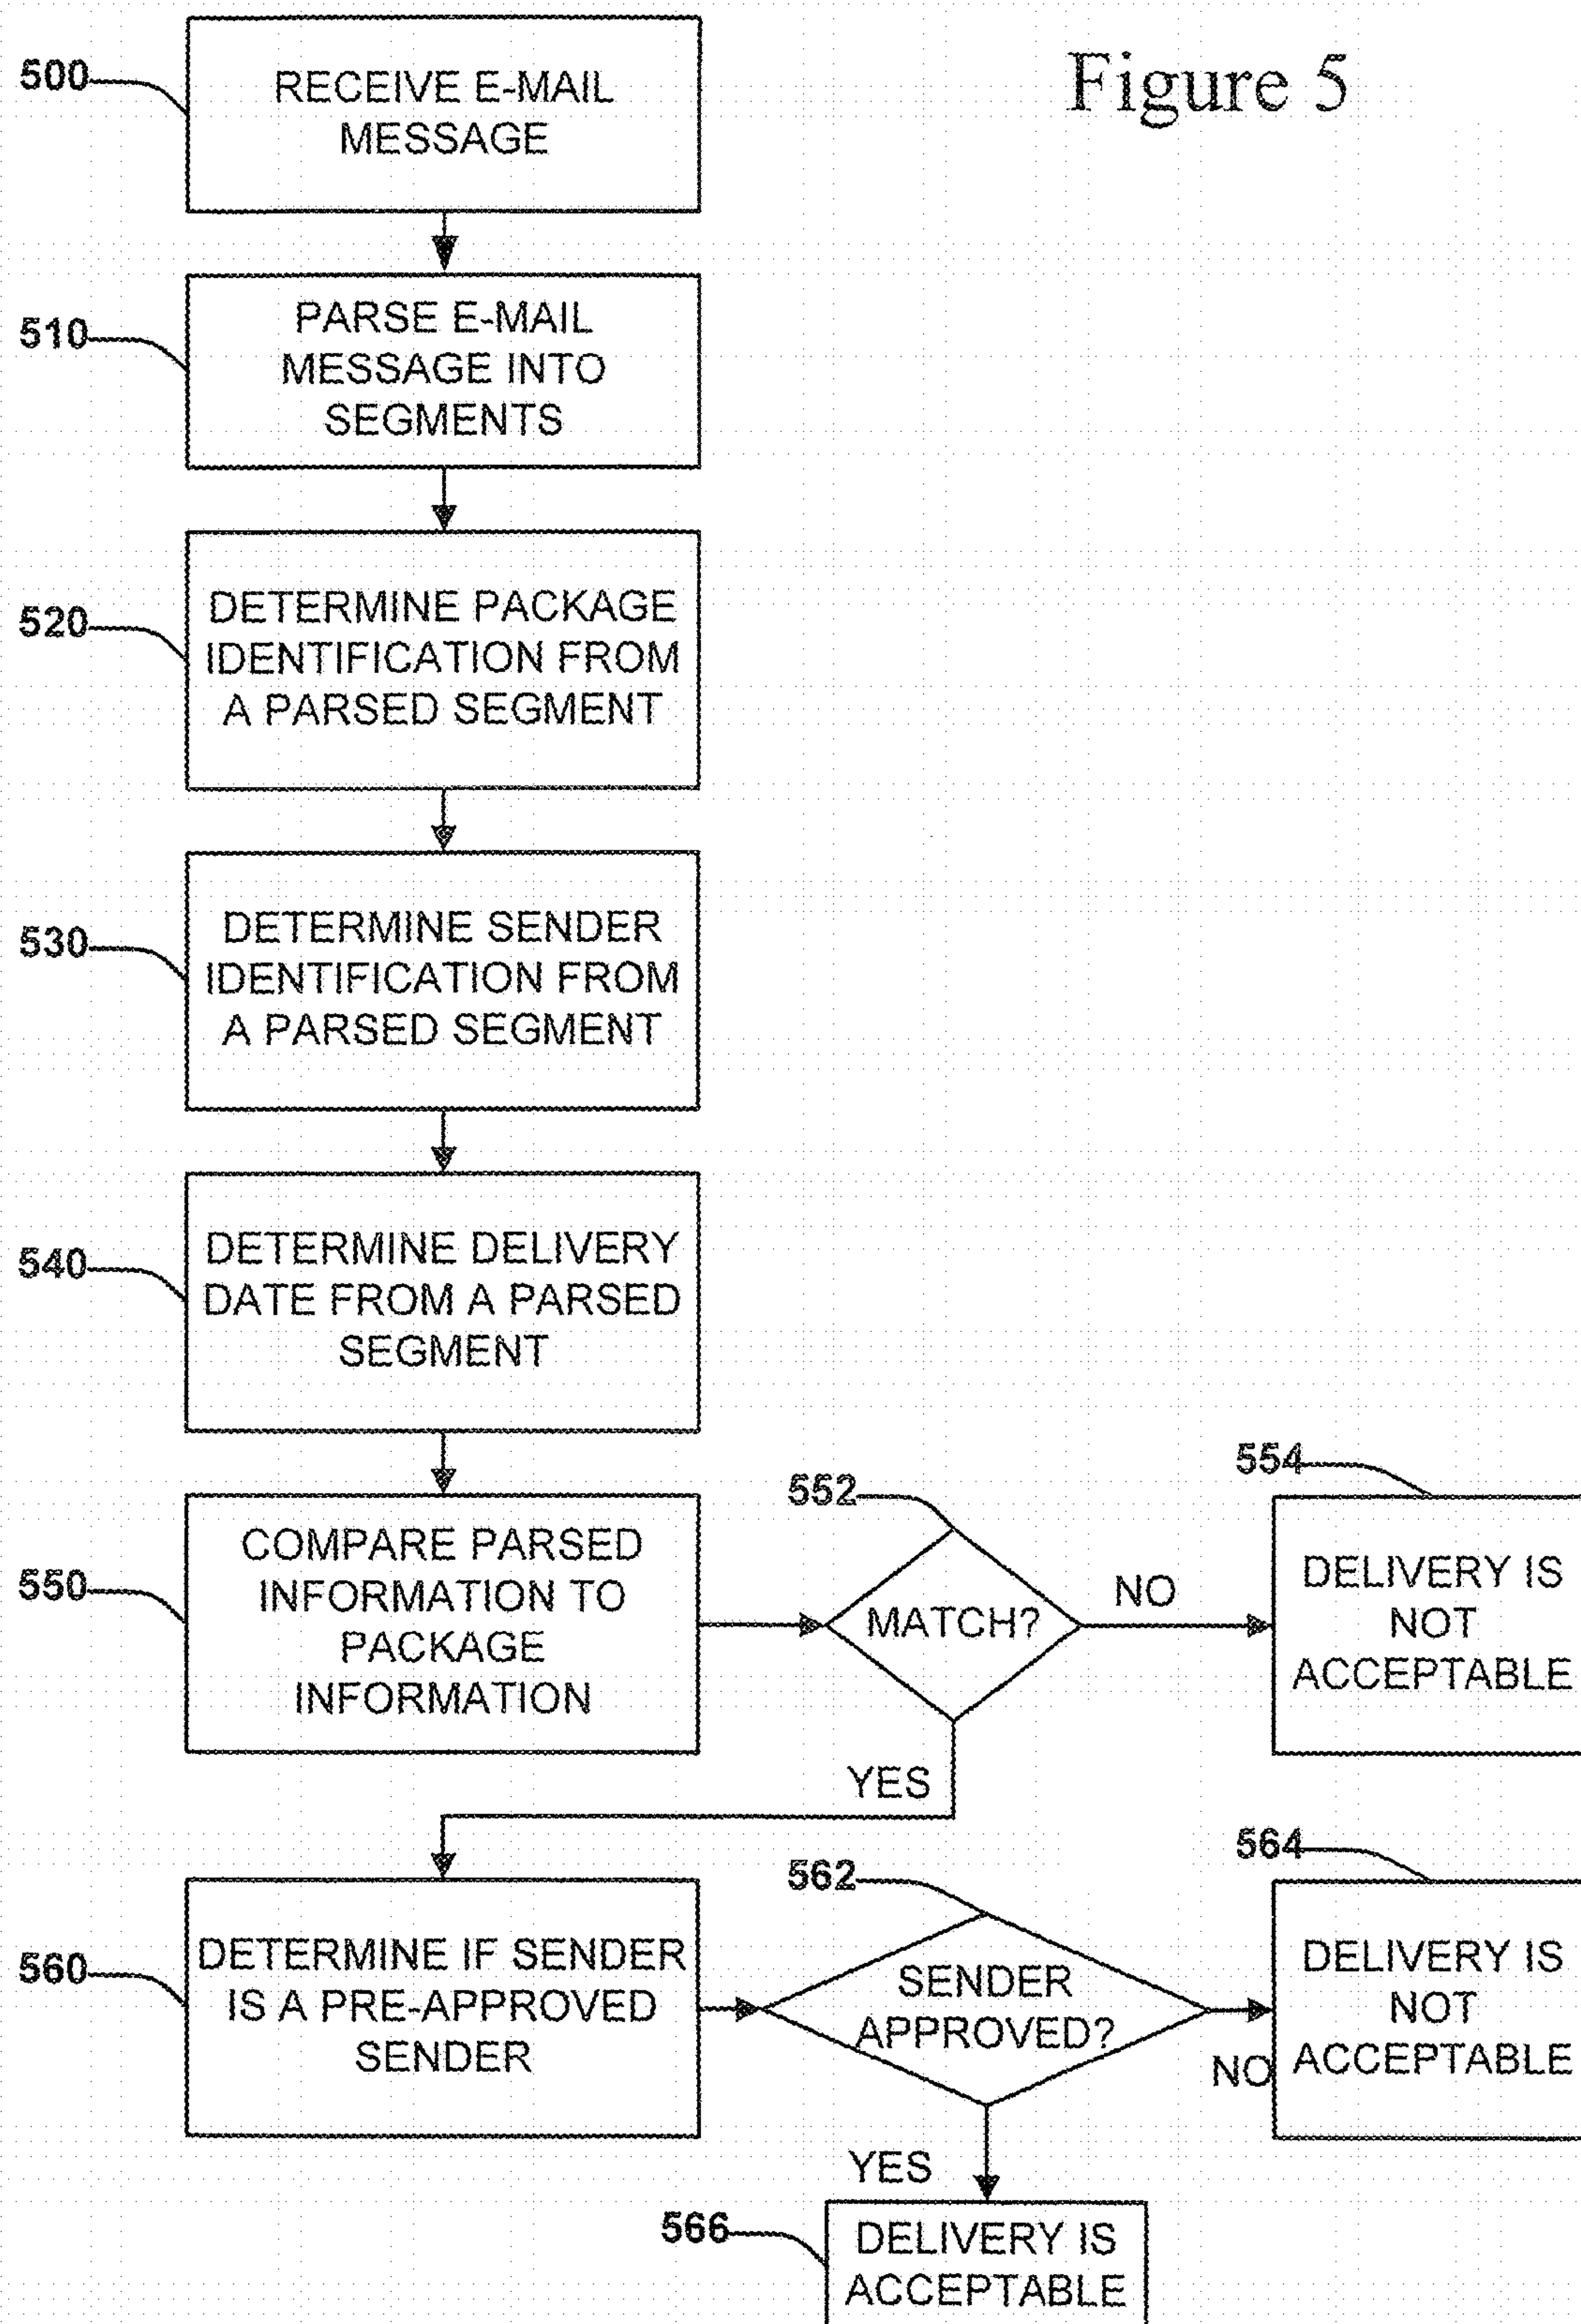 Figure 5
500
RECEIVE E-MAIL
MESSAGE
510
PARSE E-MAIL
MESSAGE INTO
SEGMENTS
520
DETERMINE PACKAGE
IDENTIFICATION FROM
A PARSED SEGMENT
530
DETERMINE SENDER
IDENTIFICATION FROM
A PARSED SEGMENT
540
DETERMINE DELIVERY
DATE FROM A PARSED
SEGMENT
550
COMPARE PARSED
INFORMATION TO
PACKAGE
INFORMATION
552
MATCH?
NO
YES
554
DELIVERY IS
NOT
ACCEPTABLE
560
DETERMINE IF SENDER
IS A PRE-APPROVED
SENDER
562
SENDER
APPROVED?
NO
YES
564
DELIVERY IS
NOT
ACCEPTABLE
566
DELIVERY IS
ACCEPTABLE